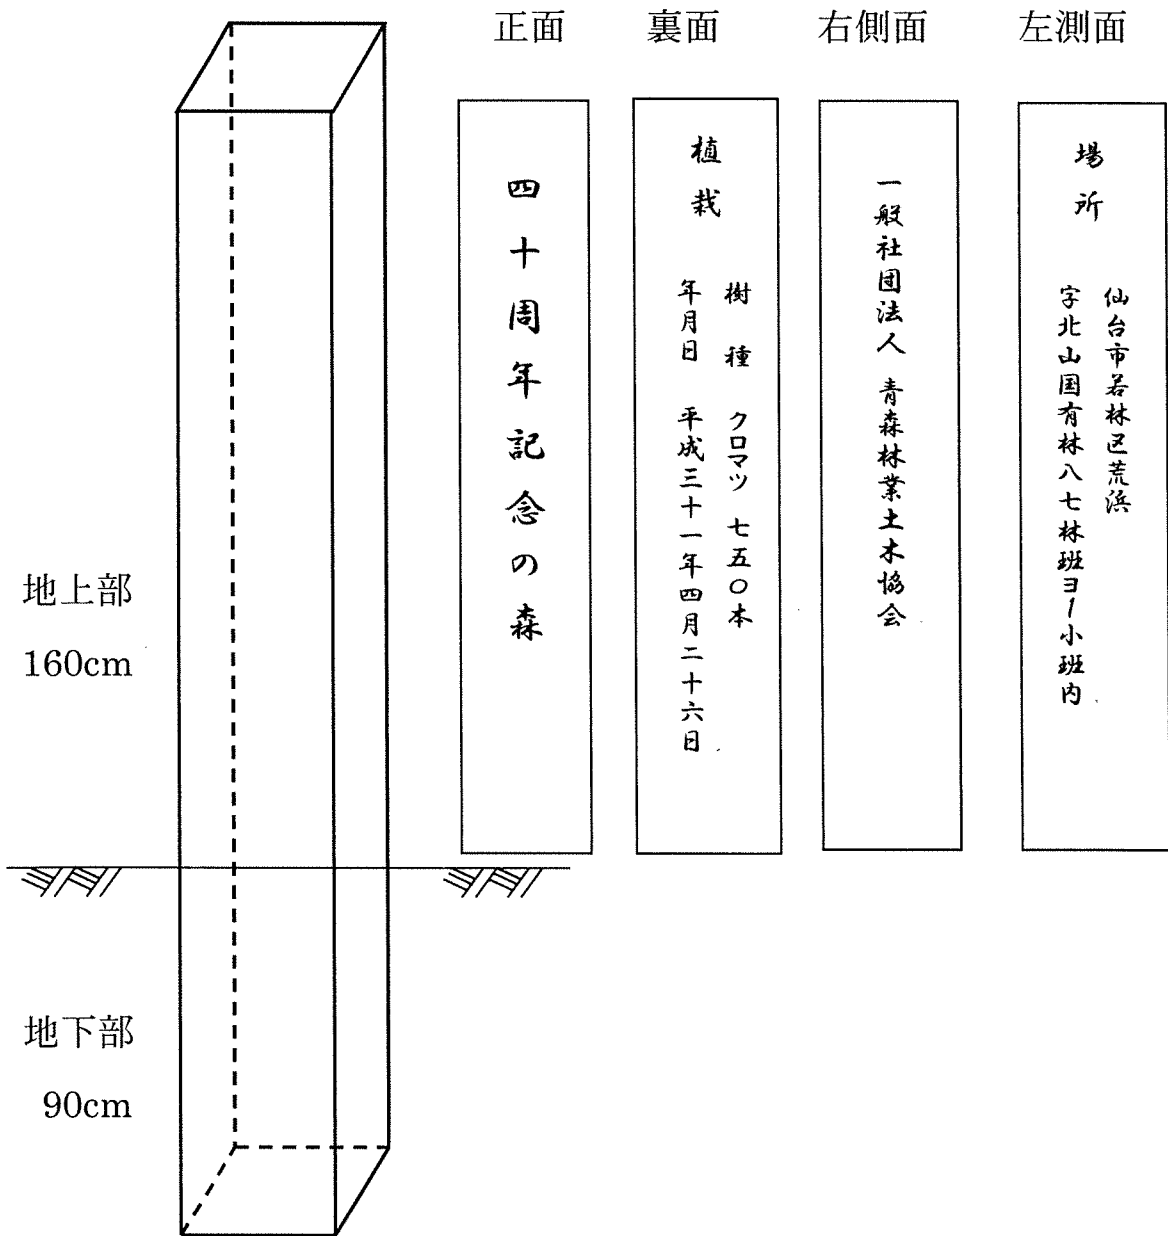 正面
裏面
右側面
左測面
四十周年記念の森
植栽
樹種 クロマツ 七五〇本
年月日 平成三十一年四月二十六日
一般社団法人 青森林業土木協会
場所
仙台市若林区荒浜
字北山国有林八七林班ヨ1小班内
地上部
160cm
地下部
90cm